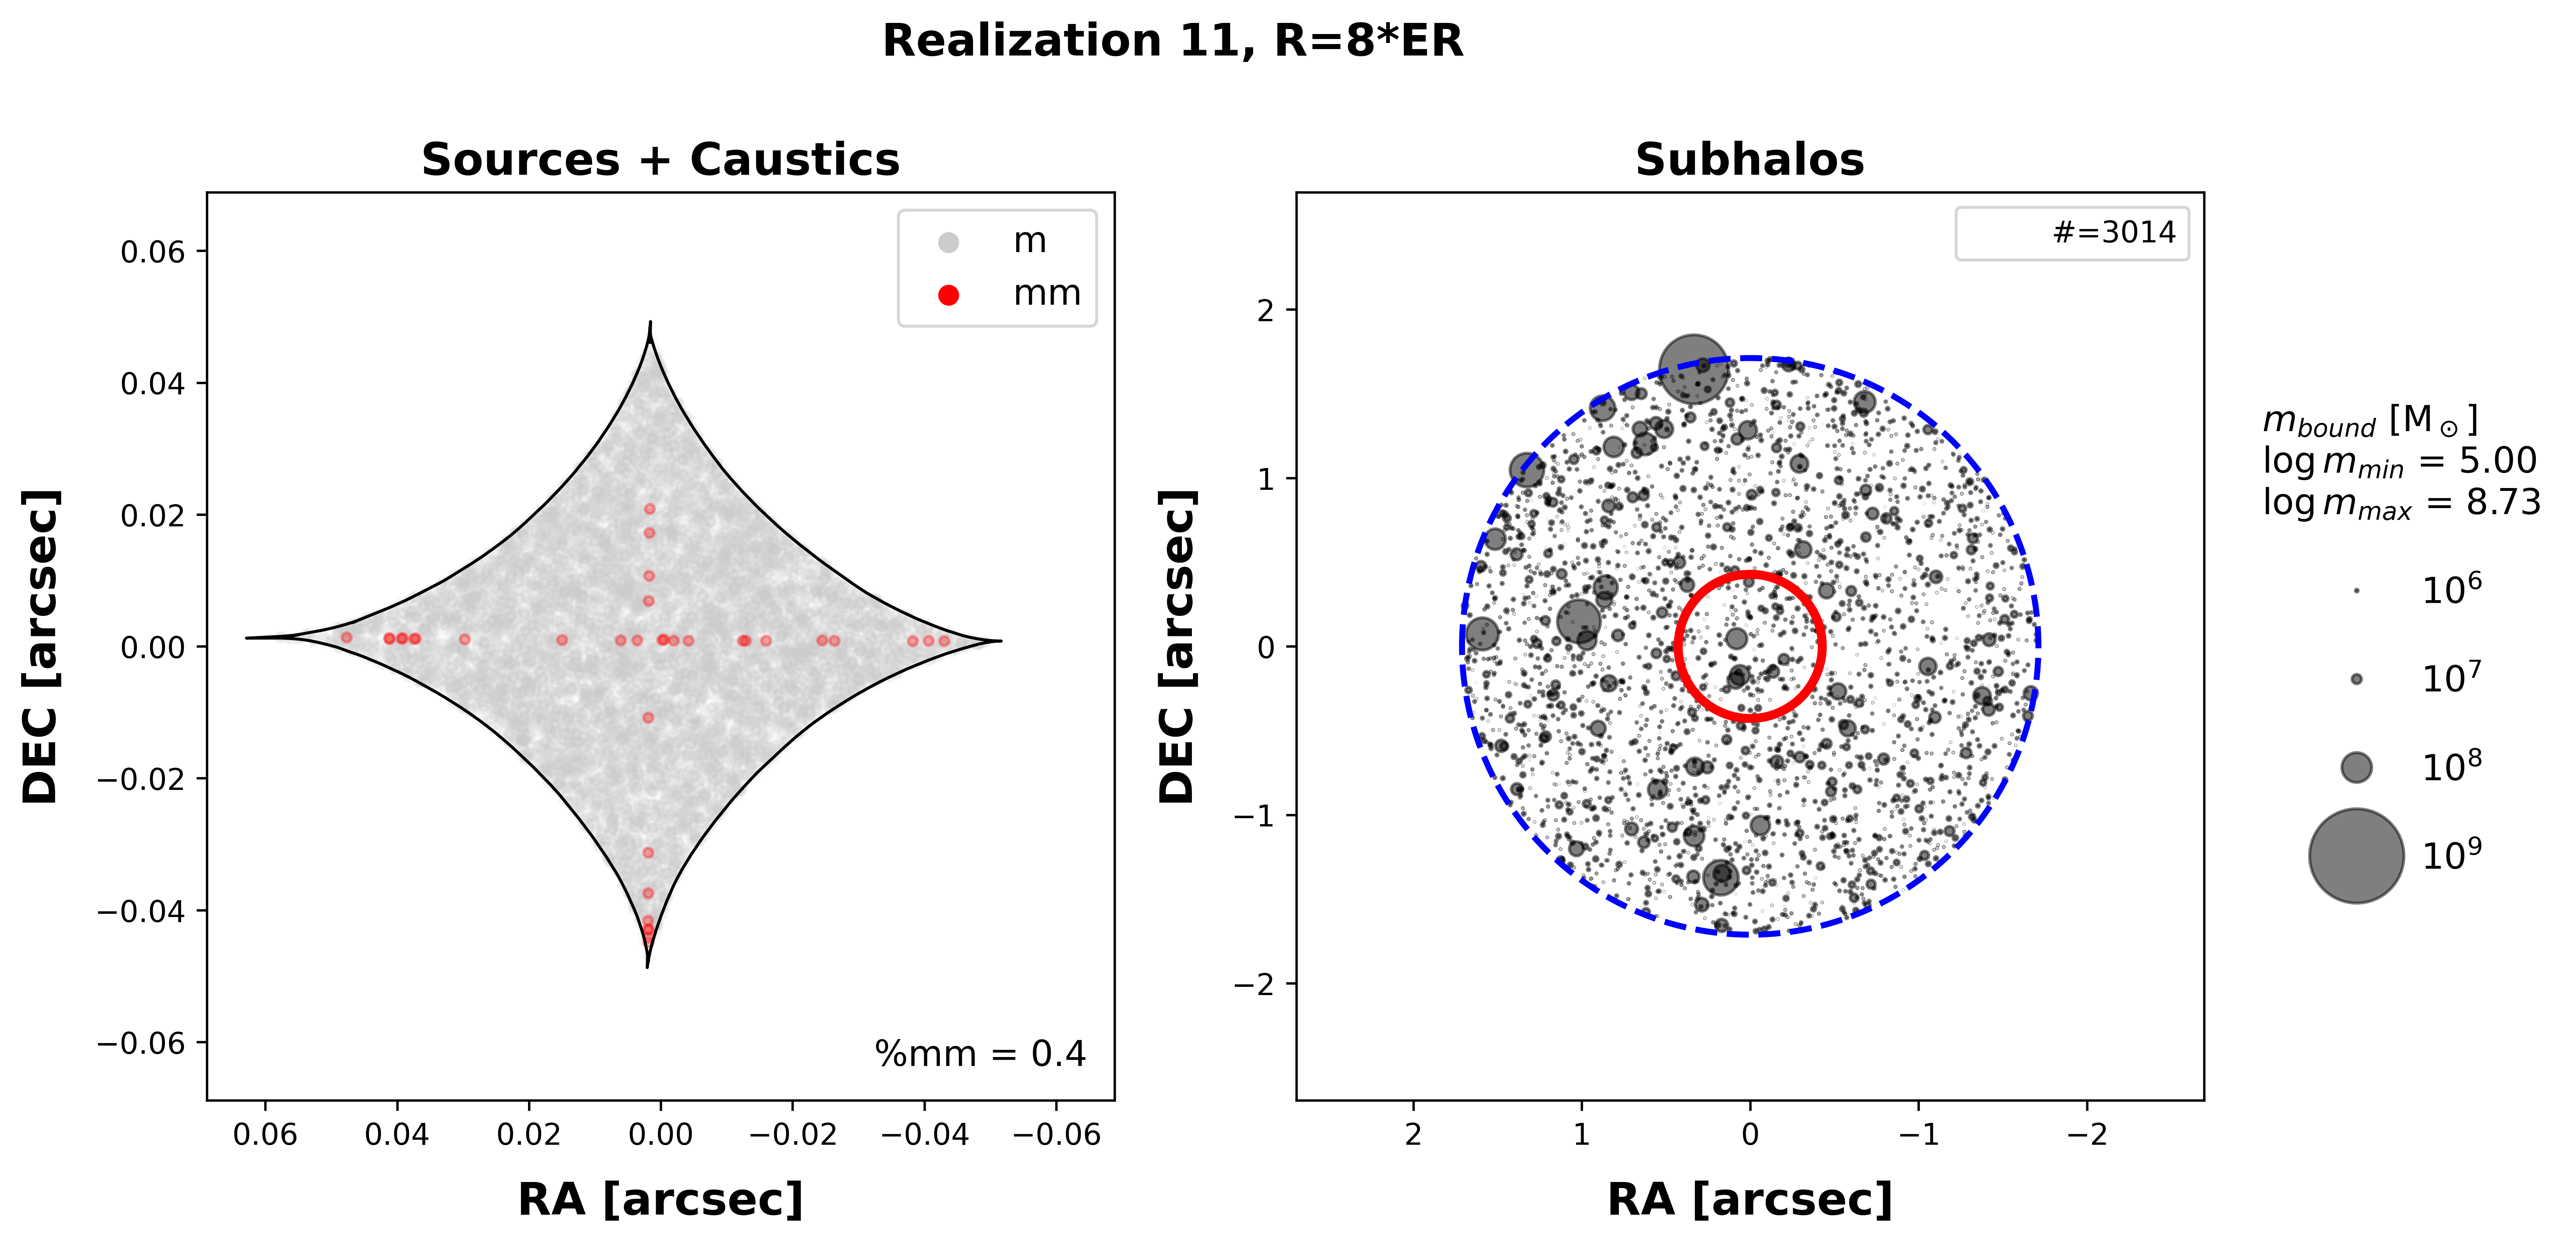 Realization 11, R=8*ER
Sources + Caustics
m
mm
0.06
0.04
0.02
0.00
−0.02
−0.04
−0.06
DEC [arcsec]
%mm = 0.4
0.06
0.04
0.02
0.00
−0.02
−0.04
−0.06
RA [arcsec]
Subhalos
#=3014
2
1
0
−1
−2
DEC [arcsec]
2
1
0
−1
−2
RA [arcsec]
m_bound [M_⊙]
log m_min = 5.00
log m_max = 8.73
10^6
10^7
10^8
10^9